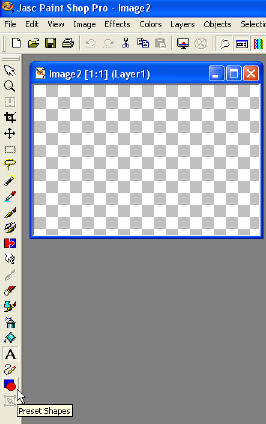 Jasc Paint Shop Pro - Image2
File Edit View Image Effects Colors Layers Objects Selection
Image2 [1:1] (Layer1)
A
Preset Shapes